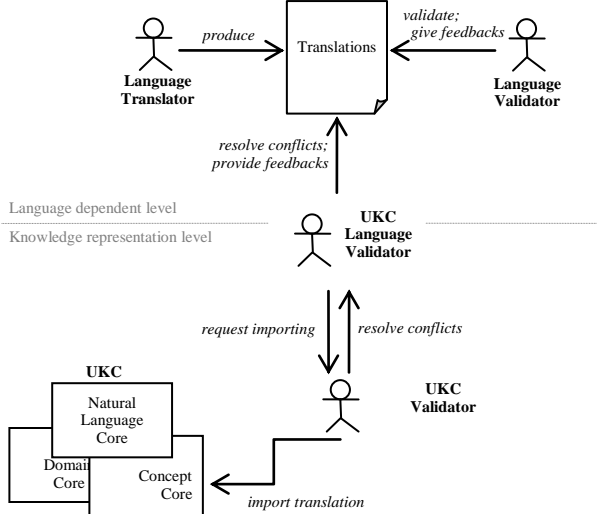 validate;
give feedbacks
produce
Translations
Language
Translator
Language
Validator
resolve conflicts;
provide feedbacks
Language dependent level
Knowledge representation level
UKC
Language
Validator
request importing
resolve conflicts
UKC
UKC
Validator
Natural
Language
Core
Domain
Core
Concept
Core
import translation